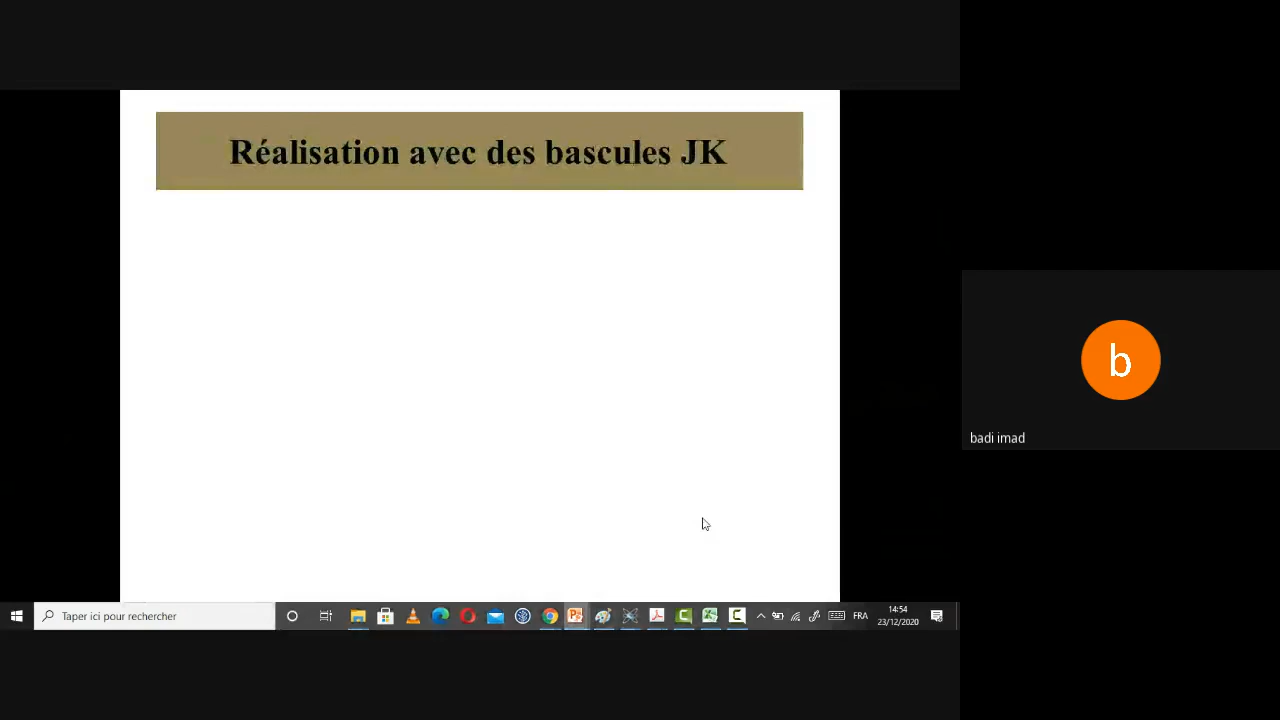 Réalisation avec des bascules JK
b
badi imad
Taper ici pour rechercher
FRA
14:54
23/12/2020